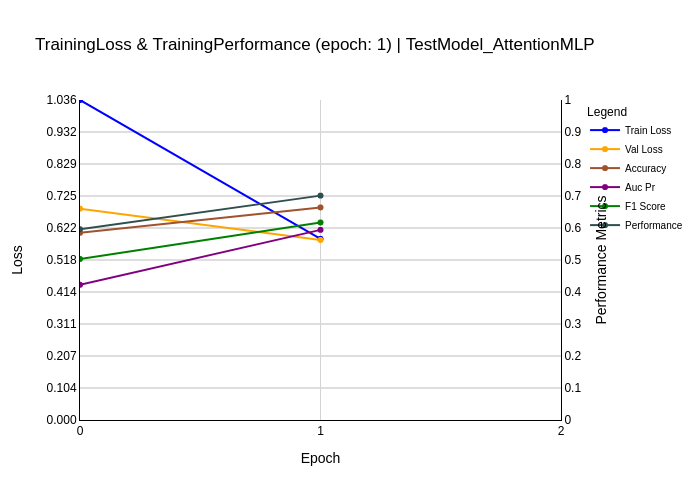 TrainingLoss & TrainingPerformance (epoch: 1) | TestModel_AttentionMLP
Loss
1.036
0.932
0.829
0.725
0.622
0.518
0.414
0.311
0.207
0.104
0.000
0
1
2
Epoch
1
0.9
0.8
0.7
0.6
0.5
0.4
0.3
0.2
0.1
0
Performance Metrics
Legend
Train Loss
Val Loss
Accuracy
Auc Pr
F1 Score
Performance